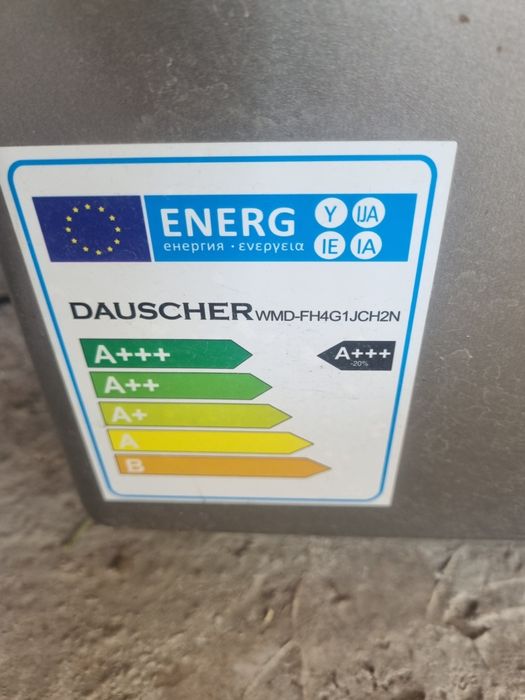 ENERG Y IJA
енергия · ενεργεια IE IA
DAUSCHER WMD-FH4G1JCH2N
A+++ A+++
-20%
A++
A+
A
B